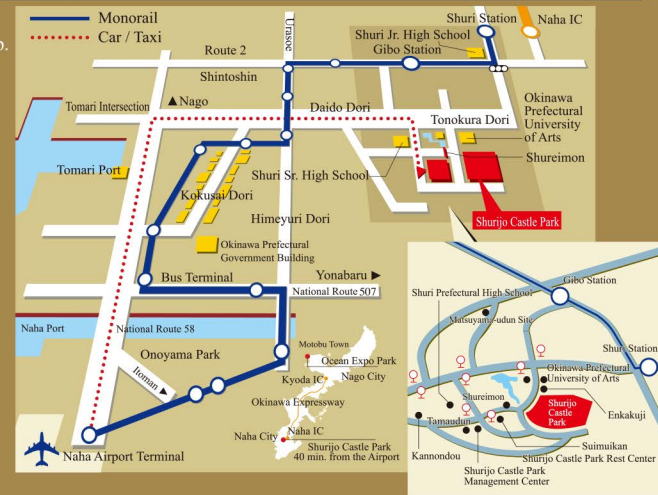 Monorail
Car / Taxi
Urasoe
Shuri Station
Naha IC
Shuri Jr. High School
Gibo Station
Route 2
Shintoshin
Tomari Intersection
▲Nago
Daido Dori
Tonokura Dori
Okinawa
Prefectural
University
of Arts
Shureimon
Tomari Port
Shuri Sr. High School
Kokusai Dori
Himeyuri Dori
Shurijo Castle Park
Okinawa Prefectural
Government Building
Bus Terminal
Yonabaru ▶
National Route 507
Naha Port
National Route 58
Onoyama Park
Itoman ▶
Naha Airport Terminal
Motobu Town
Ocean Expo Park
Kyoda IC
Nago City
Okinawa Expressway
Naha City
Naha IC
Shurijo Castle Park
40 min. from the Airport
Gibo Station
Shuri Prefectural High School
Matsuyama-udun Site
Shuri Station
Okinawa Prefectural
University of Arts
Shureimon
Shurijo
Castle
Park
Tamaudun
Enkakuji
Kannondou
Suimuikan
Shurijo Castle Park Rest Center
Shurijo Castle Park
Management Center